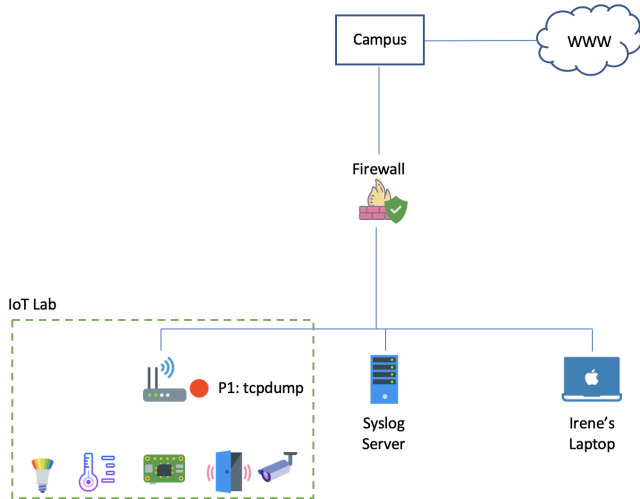 Campus
WWW
Firewall
IoT Lab
P1: tcpdump
Syslog
Server
Irene’s
Laptop